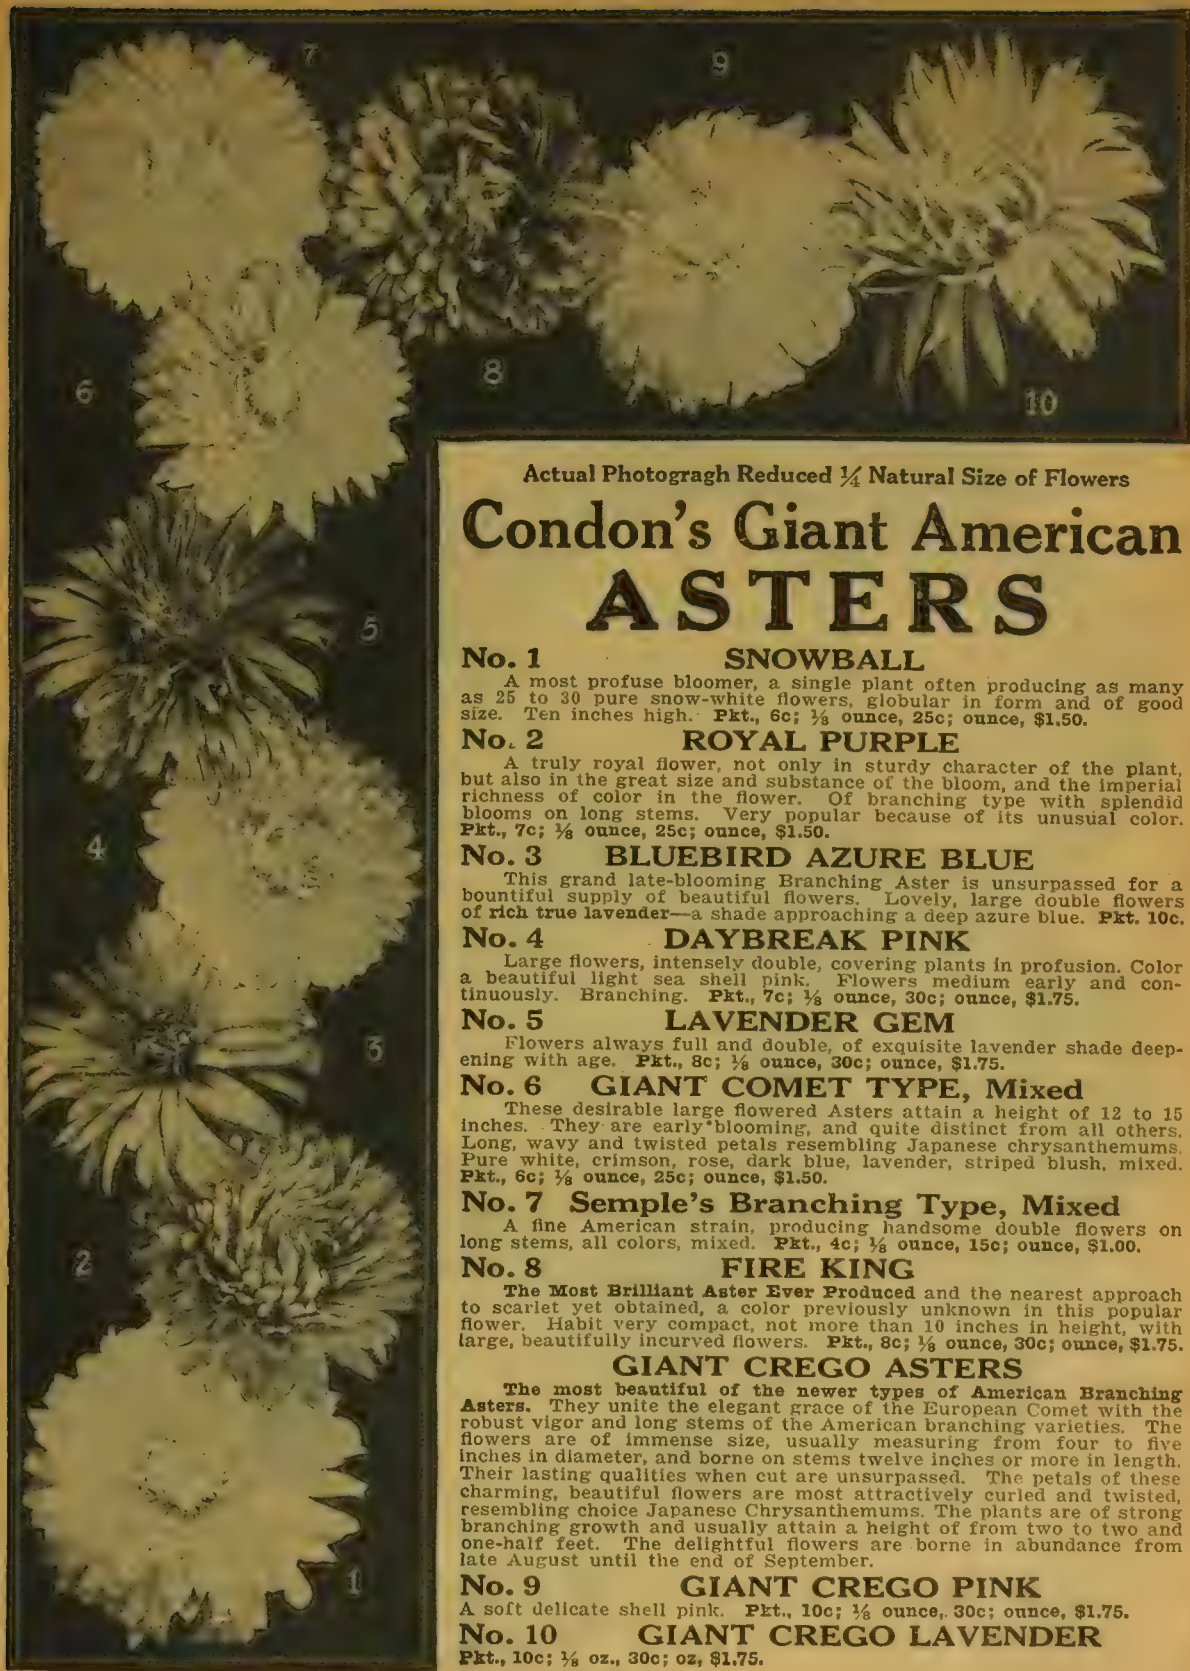 7
9
6
8
10
5
4
3
2
1
Actual Photogragh Reduced ¼ Natural Size of Flowers
Condon's Giant American
ASTERS
No. 1 SNOWBALL
A most profuse bloomer, a single plant often producing as many
as 25 to 30 pure snow-white flowers, globular in form and of good
size. Ten inches high. Pkt., 6c; ⅛ ounce, 25c; ounce, $1.50.
No. 2 ROYAL PURPLE
A truly royal flower, not only in sturdy character of the plant,
but also in the great size and substance of the bloom, and the imperial
richness of color in the flower. Of branching type with splendid
blooms on long stems. Very popular because of its unusual color.
Pkt., 7c; ⅛ ounce, 25c; ounce, $1.50.
No. 3 BLUEBIRD AZURE BLUE
This grand late-blooming Branching Aster is unsurpassed for a
bountiful supply of beautiful flowers. Lovely, large double flowers
of rich true lavender—a shade approaching a deep azure blue. Pkt. 10c.
No. 4 DAYBREAK PINK
Large flowers, intensely double, covering plants in profusion. Color
a beautiful light sea shell pink. Flowers medium early and con-
tinuously. Branching. Pkt., 7c; ⅛ ounce, 30c; ounce, $1.75.
No. 5 LAVENDER GEM
Flowers always full and double, of exquisite lavender shade deep-
ening with age. Pkt., 8c; ⅛ ounce, 30c; ounce, $1.75.
No. 6 GIANT COMET TYPE, Mixed
These desirable large flowered Asters attain a height of 12 to 15
inches. They are early blooming, and quite distinct from all others.
Long, wavy and twisted petals resembling Japanese chrysanthemums.
Pure white, crimson, rose, dark blue, lavender, striped blush, mixed.
Pkt., 6c; ⅛ ounce, 25c; ounce, $1.50.
No. 7 Semple's Branching Type, Mixed
A fine American strain, producing handsome double flowers on
long stems, all colors, mixed. Pkt., 4c; ⅛ ounce, 15c; ounce, $1.00.
No. 8 FIRE KING
The Most Brilliant Aster Ever Produced and the nearest approach
to scarlet yet obtained, a color previously unknown in this popular
flower. Habit very compact, not more than 10 inches in height, with
large, beautifully incurved flowers. Pkt., 8c; ⅛ ounce, 30c; ounce, $1.75.
GIANT CREGO ASTERS
The most beautiful of the newer types of American Branching
Asters. They unite the elegant grace of the European Comet with the
robust vigor and long stems of the American branching varieties. The
flowers are of immense size, usually measuring from four to five
inches in diameter, and borne on stems twelve inches or more in length.
Their lasting qualities when cut are unsurpassed. The petals of these
charming, beautiful flowers are most attractively curled and twisted,
resembling choice Japanese Chrysanthemums. The plants are of strong
branching growth and usually attain a height of from two to two and
one-half feet. The delightful flowers are borne in abundance from
late August until the end of September.
No. 9 GIANT CREGO PINK
A soft delicate shell pink. Pkt., 10c; ⅛ ounce, 30c; ounce, $1.75.
No. 10 GIANT CREGO LAVENDER
Pkt., 10c; ⅛ oz., 30c; oz, $1.75.